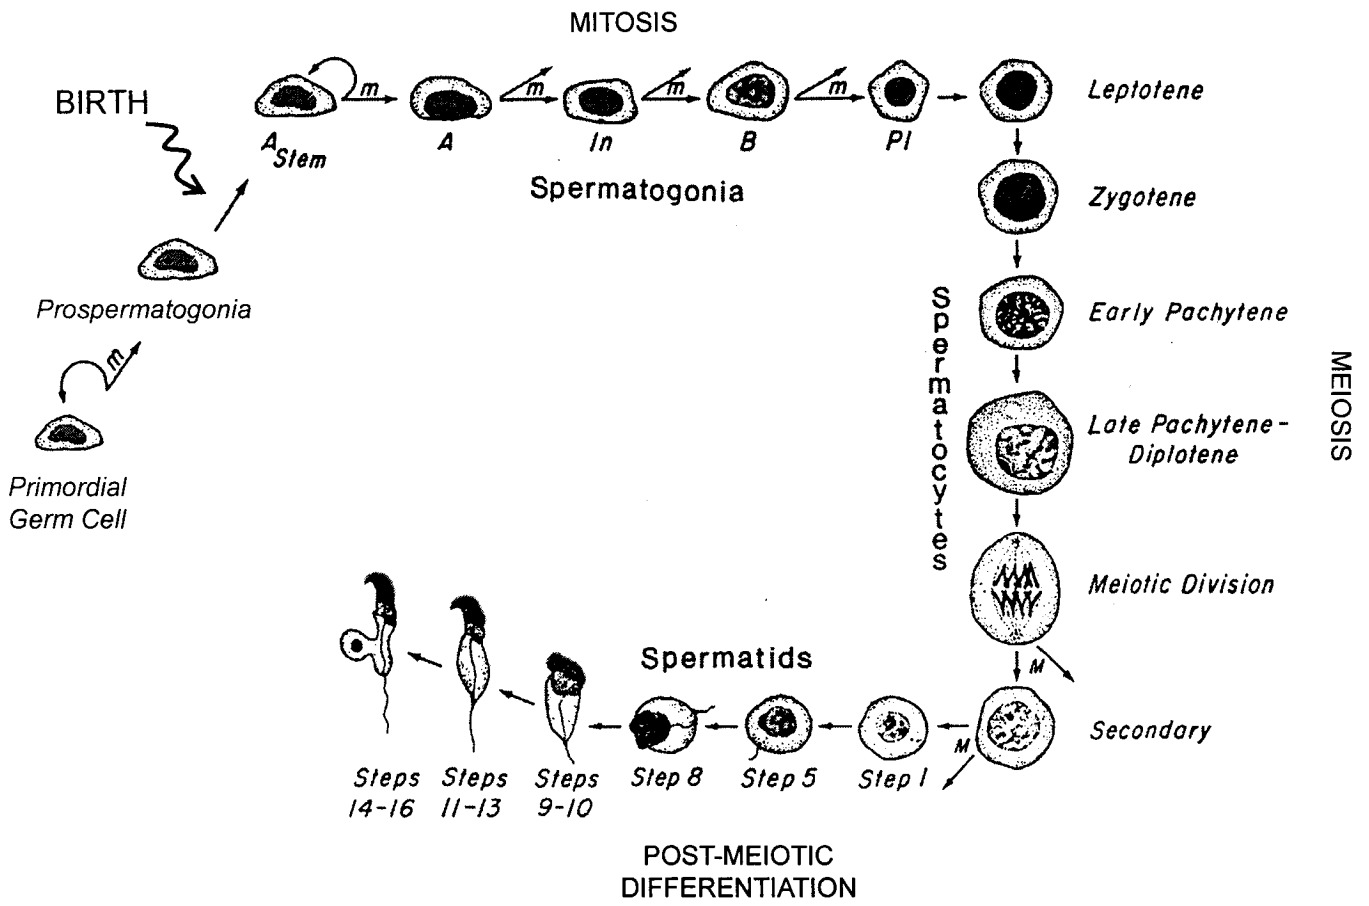 MITOSIS
BIRTH
m
m
m
m
A Stem
A
In
B
Pl
Leptotene
Spermatogonia
Zygotene
Prospermatogonia
Spermatocytes
Early Pachytene
m
MEIOSIS
Late Pachytene-
Diplotene
Primordial
Germ Cell
Meiotic Division
Spermatids
M
Secondary
M
Steps
14-16
Steps
11-13
Steps
9-10
Step 8
Step 5
Step 1
POST-MEIOTIC
DIFFERENTIATION